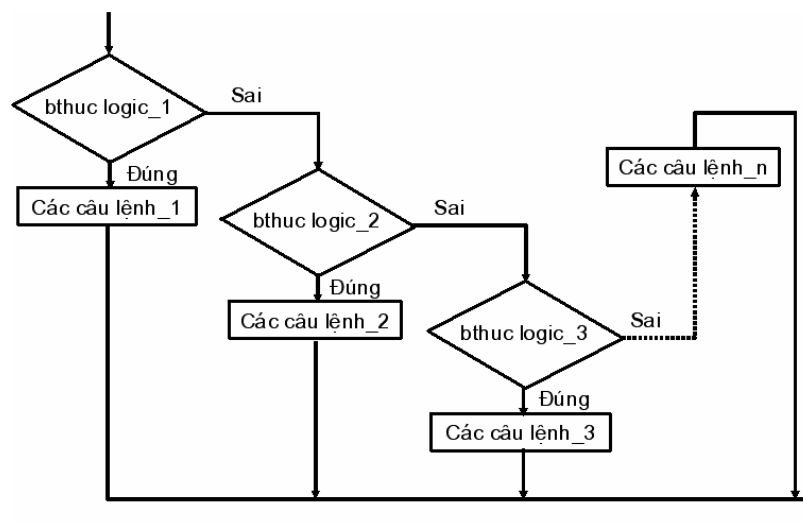 bthuc logic_1
Sai
Đúng
Các câu lệnh_1
bthuc logic_2
Sai
Đúng
Các câu lệnh_2
bthuc logic_3
Sai
Đúng
Các câu lệnh_3
Các câu lệnh_n